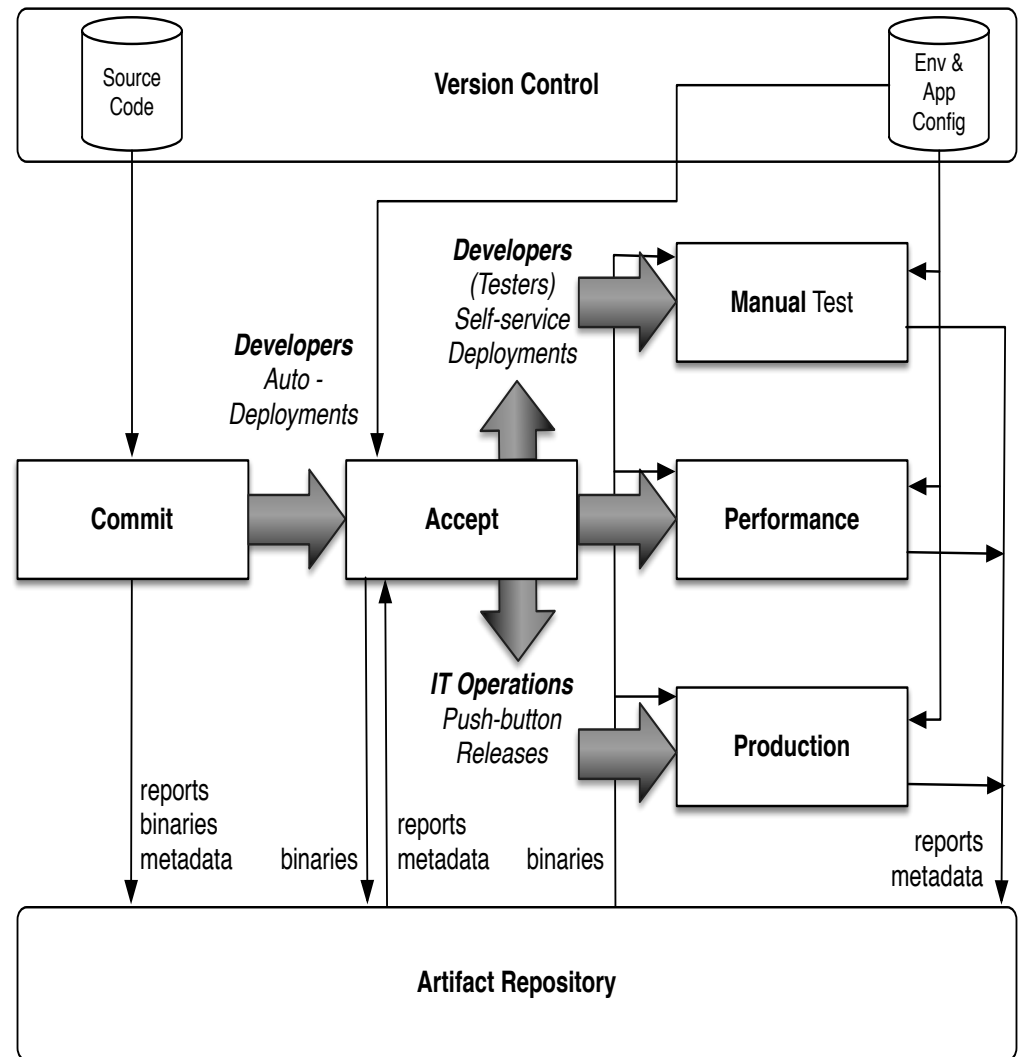 Source
Code
Version Control
Env &
App
Config
Developers
(Testers)
Self-service
Deployments
Manual Test
Developers
Auto -
Deployments
Commit
Accept
Performance
IT Operations
Push-button
Releases
Production
reports
binaries
metadata
binaries
reports
metadata
binaries
reports
metadata
Artifact Repository